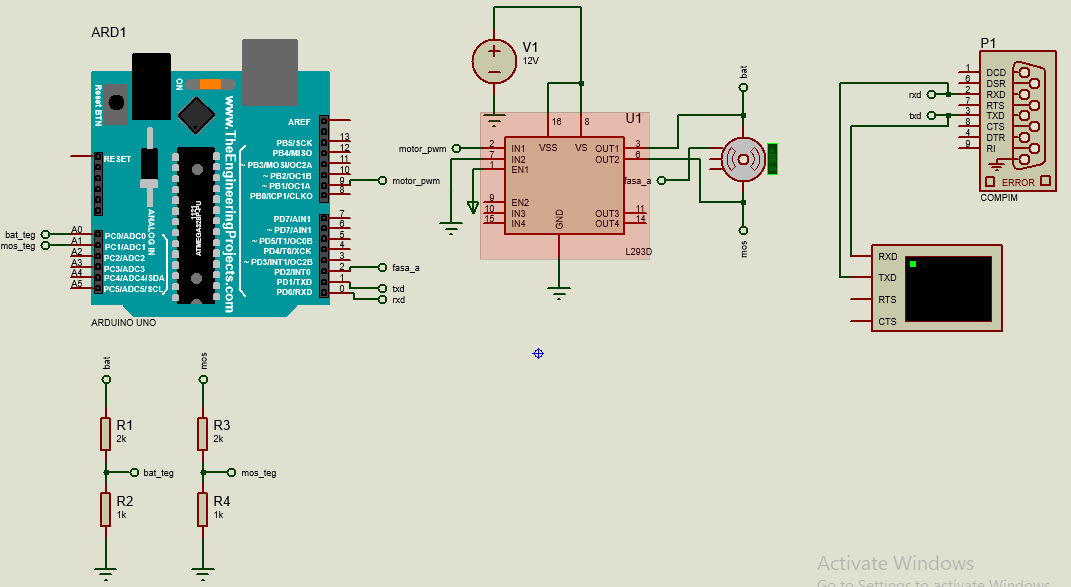 ARD1
Reset BTN
ON
www.TheEngineeringProjects.com
ANALOG IN
ATMEGA328P-PU
1121
RESET
AREF
PB5/SCK
PB4/MISO
~ PB3/MOSI/OC2A
~ PB2/OC1B
~ PB1/OC1A
PB0/ICP1/CLKO
13
12
11
10
9
8
motor_pwm
PD7/AIN1
~ PD7/AIN1
~ PD5/T1/OC0B
PD4/T0/XCK
~ PD3/INT1/OC2B
PD2/INT0
PD1/TXD
PD0/RXD
7
6
5
4
3
2
1
0
fasa_a
txd
rxd
bat_teg
mos_teg
A0
A1
A2
A3
A4
A5
PC0/ADC0
PC1/ADC1
PC2/ADC2
PC3/ADC3
PC4/ADC4/SDA
PC5/ADC5/SCL
ARDUINO UNO
V1
12V
U1
16
8
VSS
VS
motor_pwm
2
7
1
IN1
IN2
EN1
9
10
15
EN2
IN3
IN4
GND
OUT1
OUT2
3
6
OUT3
OUT4
11
14
L293D
fasa_a
bat
mos
P1
1
6
2
7
3
8
4
9
DCD
DSR
RXD
RTS
TXD
CTS
DTR
RI
rxd
txd
ERROR
COMPIM
RXD
TXD
RTS
CTS
bat
R1
2k
bat_teg
R2
1k
mos
R3
2k
mos_teg
R4
1k
Activate Windows
Go to Settings to activate Windows.